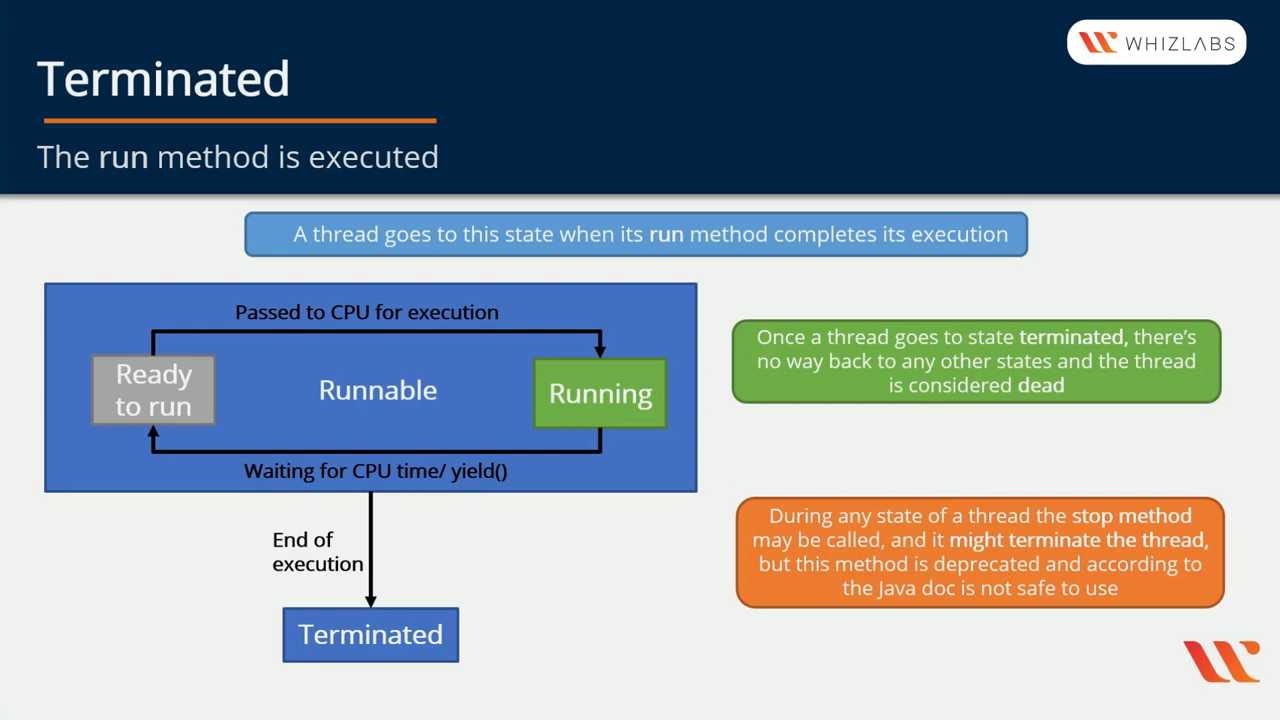 WHIZLABS
Terminated
The run method is executed
A thread goes to this state when its run method completes its execution
Passed to CPU for execution
Ready
to run
Runnable
Running
Waiting for CPU time/ yield()
End of
execution
Terminated
Once a thread goes to state terminated, there's
no way back to any other states and the thread
is considered dead
During any state of a thread the stop method
may be called, and it might terminate the thread,
but this method is deprecated and according to
the Java doc is not safe to use